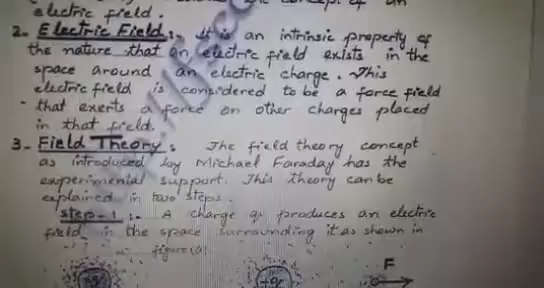 electric field.
2- Electric Field:- It is an intrinsic property of
the nature that an electric field exists in the
space around an electric charge. This
electric field is considered to be a force field
that exerts a force on other charges placed
in that field.
3- Field Theory: The field theory concept
as introduced by Michael Faraday has the
experimental support. This theory can be
explained in two steps.
Step-1:- A charge q produces an electric
field in the space surrounding it as shown in
figure (a)
F